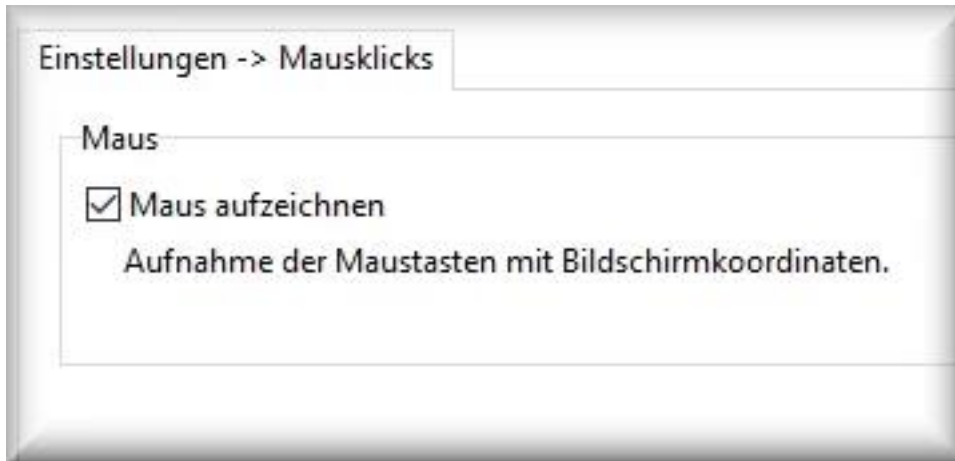 Einstellungen -> Mausklicks
Maus
Maus aufzeichnen
Aufnahme der Maustasten mit Bildschirmkoordinaten.